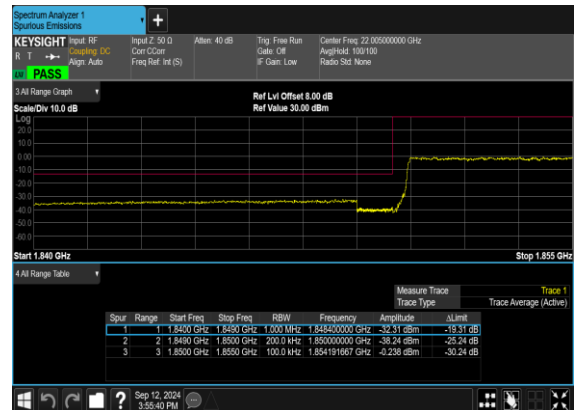 Spectrum Analyzer 1
Spurious Emissions
+
KEYSIGHT Input: RF Input Z: 50 Ω Atten: 40 dB Trig: Free Run Center Freq: 22.005000000 GHz
R T Coupling: DC Corr CCorr Gate: Off Avg|Hold: 100/100
Align: Auto Freq Ref: Int (S) IF Gain: Low Radio Std: None
PASS
3 All Range Graph
Ref Lvl Offset 8.00 dB
Scale/Div 10.0 dB Ref Value 30.00 dBm
Log
20.0
10.0
0.00
-10.0
-20.0
-30.0
-40.0
-50.0
-60.0
Start 1.840 GHz Stop 1.855 GHz
4 All Range Table
Measure Trace Trace 1
Trace Type Trace Average (Active)
Spur Range Start Freq Stop Freq RBW Frequency Amplitude ΔLimit
1 1 1.8400 GHz 1.8490 GHz 1.000 MHz 1.848400000 GHz -32.31 dBm -19.31 dB
2 2 1.8490 GHz 1.8500 GHz 200.0 kHz 1.850000000 GHz -38.24 dBm -25.24 dB
3 3 1.8500 GHz 1.8550 GHz 100.0 kHz 1.854191667 GHz -0.238 dBm -30.24 dB
? Sep 12, 2024
3:55:40 PM